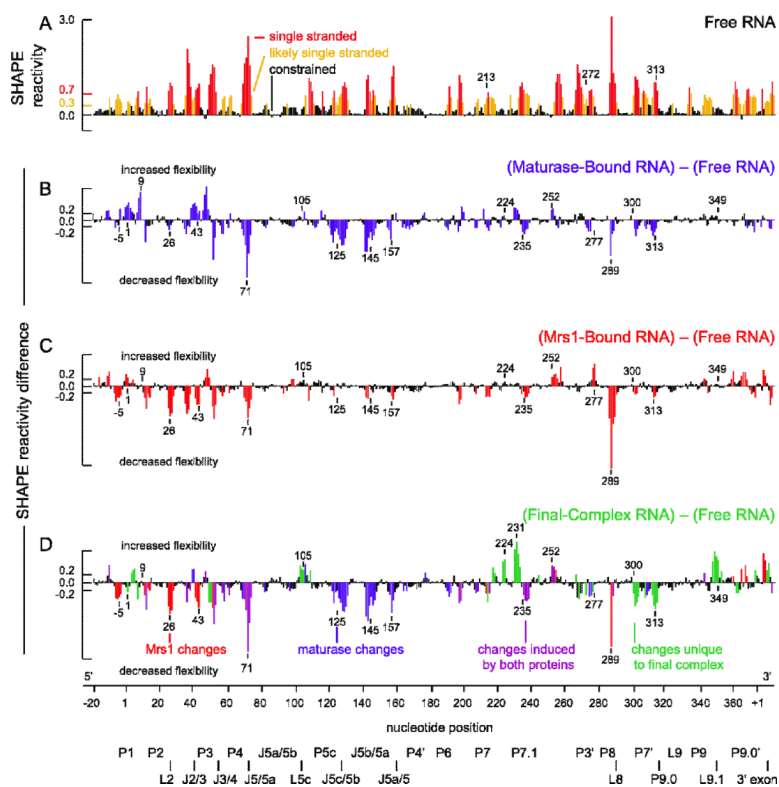 A
3.0
Free RNA
SHAPE
reactivity
single stranded
likely single stranded
constrained
0.7
0.3
0.0
213
272
313
SHAPE reactivity difference
B
(Maturase-Bound RNA) – (Free RNA)
increased flexibility
9
105
224
252
300
349
0.2
0.0
-0.2
-5
1
26
43
125
145
157
235
277
313
289
71
decreased flexibility
C
(Mrs1-Bound RNA) – (Free RNA)
increased flexibility
9
105
224
252
300
349
0.2
0.0
-0.2
-5
1
26
43
71
125
145
157
235
277
313
289
decreased flexibility
D
(Final-Complex RNA) – (Free RNA)
increased flexibility
9
105
224
231
252
300
0.2
0.0
-0.2
-5
1
26
43
125
145
157
235
277
313
349
Mrs1 changes
maturase changes
changes induced
by both proteins
changes unique
to final complex
71
289
decreased flexibility
5'
3'
-20 1 20 40 60 80 100 120 140 160 180 200 220 240 260 280 300 320 340 360 +1
nucleotide position
P1 P2 P3 P4 J5a/5b P5c J5b/5a P4' P6 P7 P7.1 P3' P8 P7' L9 P9 P9.0'
L2 J2/3 J3/4 J5/5a L5c J5c/5b J5a/5 L8 P9.0 L9.1 3' exon